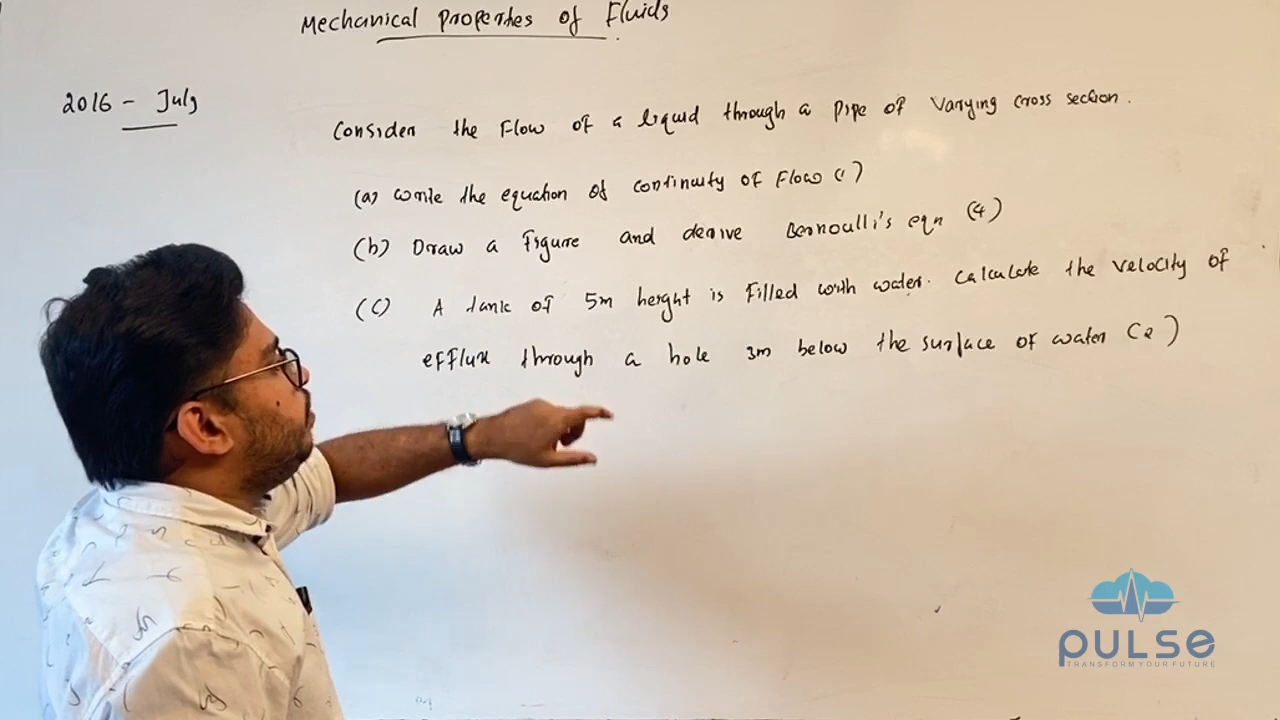 Mechanical Properties of Fluids
2016 - July
Consider the Flow of a liquid through a pipe of varying cross section.
(a) write the equation of continuity of Flow (1)
(b) Draw a Figure and derive Bernoulli's eqn (4)
(c) A tank of 5m height is filled with water. calculate the velocity of
efflux through a hole 3m below the surface of water (2)
PULSE
TRANSFORM YOUR FUTURE